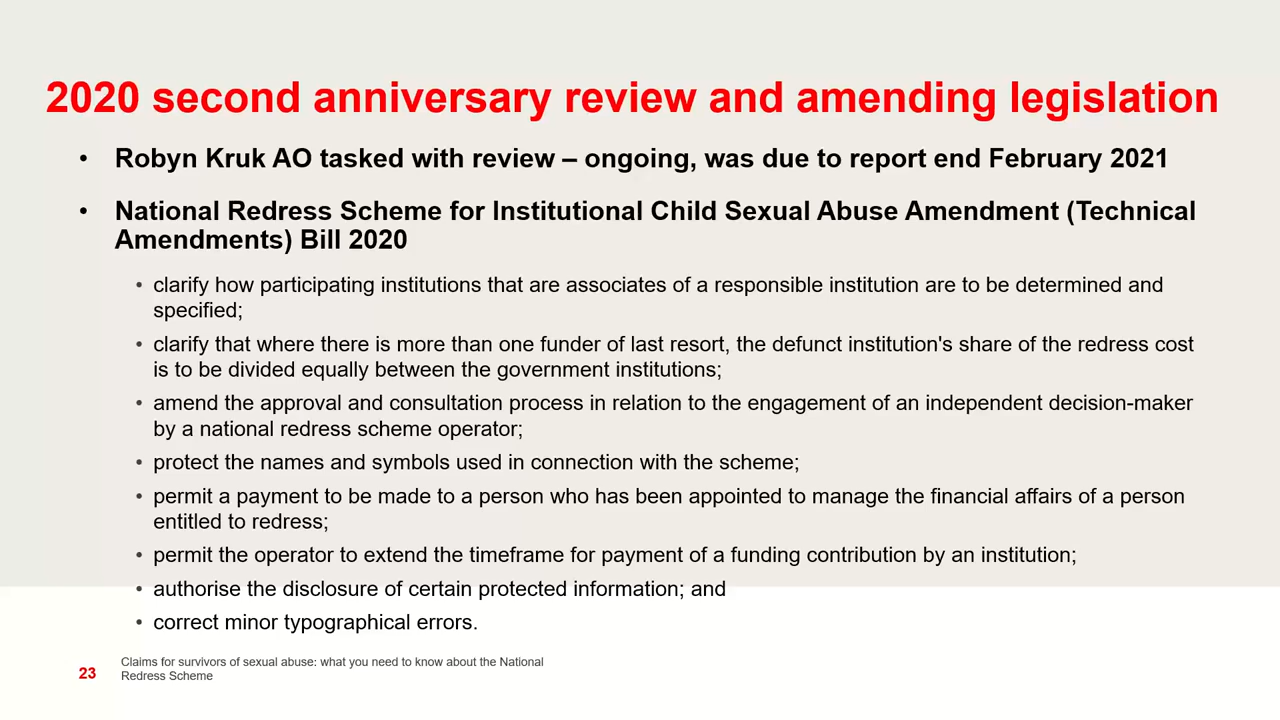 2020 second anniversary review and amending legislation
• Robyn Kruk AO tasked with review – ongoing, was due to report end February 2021
• National Redress Scheme for Institutional Child Sexual Abuse Amendment (Technical
Amendments) Bill 2020
• clarify how participating institutions that are associates of a responsible institution are to be determined and
specified;
• clarify that where there is more than one funder of last resort, the defunct institution's share of the redress cost
is to be divided equally between the government institutions;
• amend the approval and consultation process in relation to the engagement of an independent decision-maker
by a national redress scheme operator;
• protect the names and symbols used in connection with the scheme;
• permit a payment to be made to a person who has been appointed to manage the financial affairs of a person
entitled to redress;
• permit the operator to extend the timeframe for payment of a funding contribution by an institution;
• authorise the disclosure of certain protected information; and
• correct minor typographical errors.
23
Claims for survivors of sexual abuse: what you need to know about the National
Redress Scheme